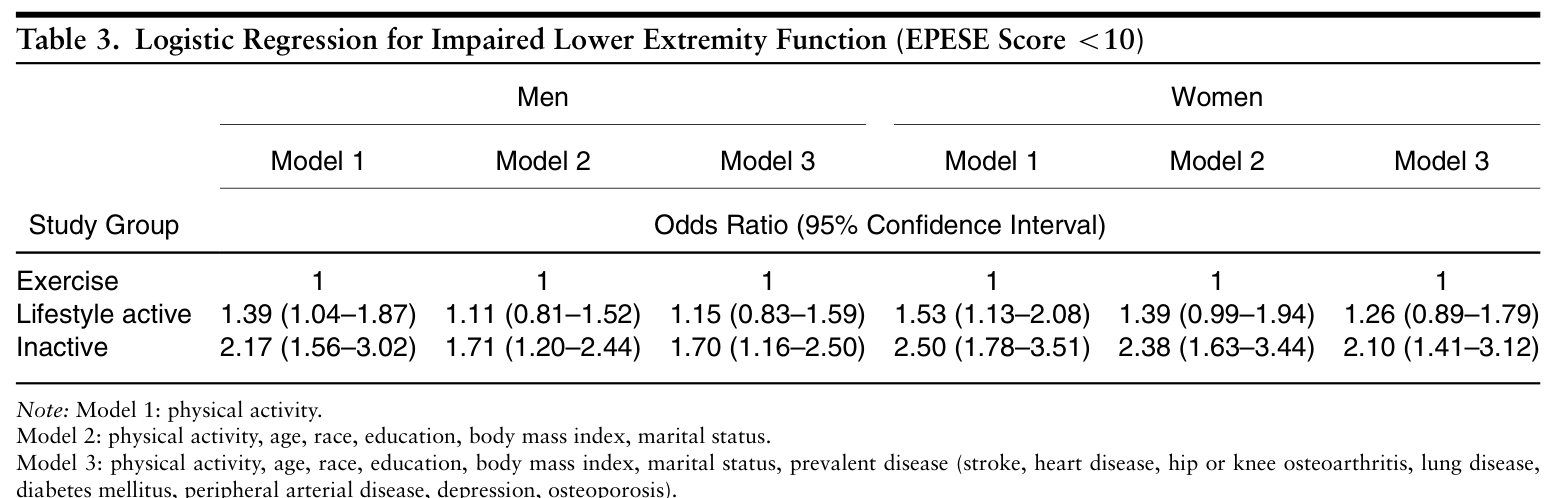 Table 3. Logistic Regression for Impaired Lower Extremity Function (EPESE Score <10)
Men Women
Model 1 Model 2 Model 3 Model 1 Model 2 Model 3
Study Group Odds Ratio (95% Confidence Interval)
Exercise 1 1 1 1 1 1
Lifestyle active 1.39 (1.04–1.87) 1.11 (0.81–1.52) 1.15 (0.83–1.59) 1.53 (1.13–2.08) 1.39 (0.99–1.94) 1.26 (0.89–1.79)
Inactive 2.17 (1.56–3.02) 1.71 (1.20–2.44) 1.70 (1.16–2.50) 2.50 (1.78–3.51) 2.38 (1.63–3.44) 2.10 (1.41–3.12)
Note: Model 1: physical activity.
Model 2: physical activity, age, race, education, body mass index, marital status.
Model 3: physical activity, age, race, education, body mass index, marital status, prevalent disease (stroke, heart disease, hip or knee osteoarthritis, lung disease,
diabetes mellitus, peripheral arterial disease, depression, osteoporosis).